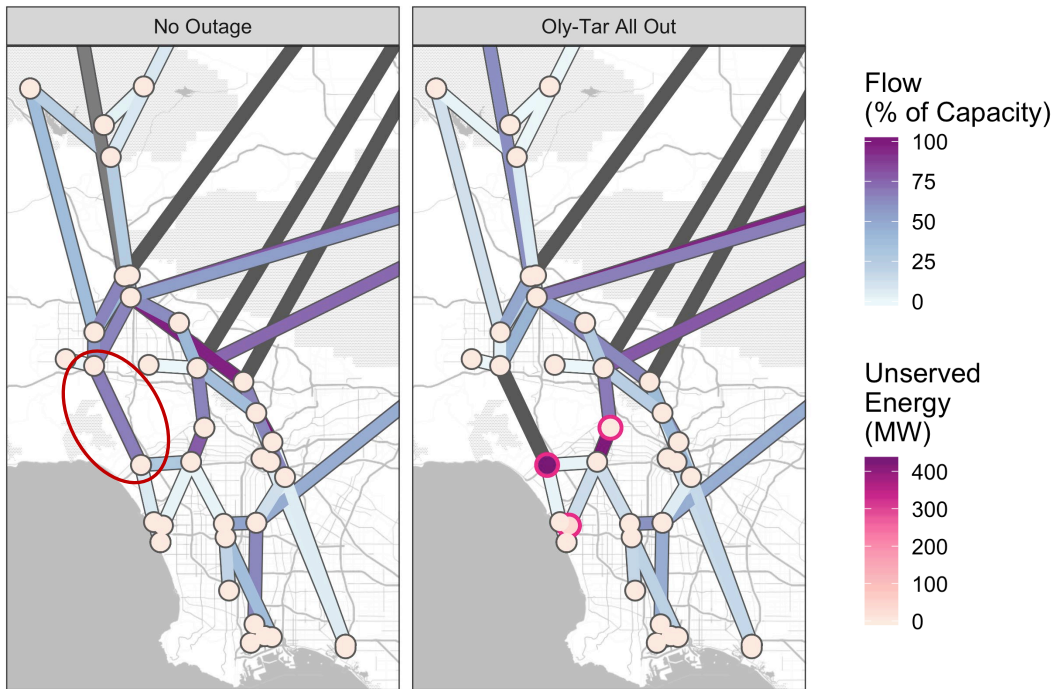 No Outage
Oly-Tar All Out
Flow
(% of Capacity)
100
75
50
25
0
Unserved
Energy
(MW)
400
300
200
100
0